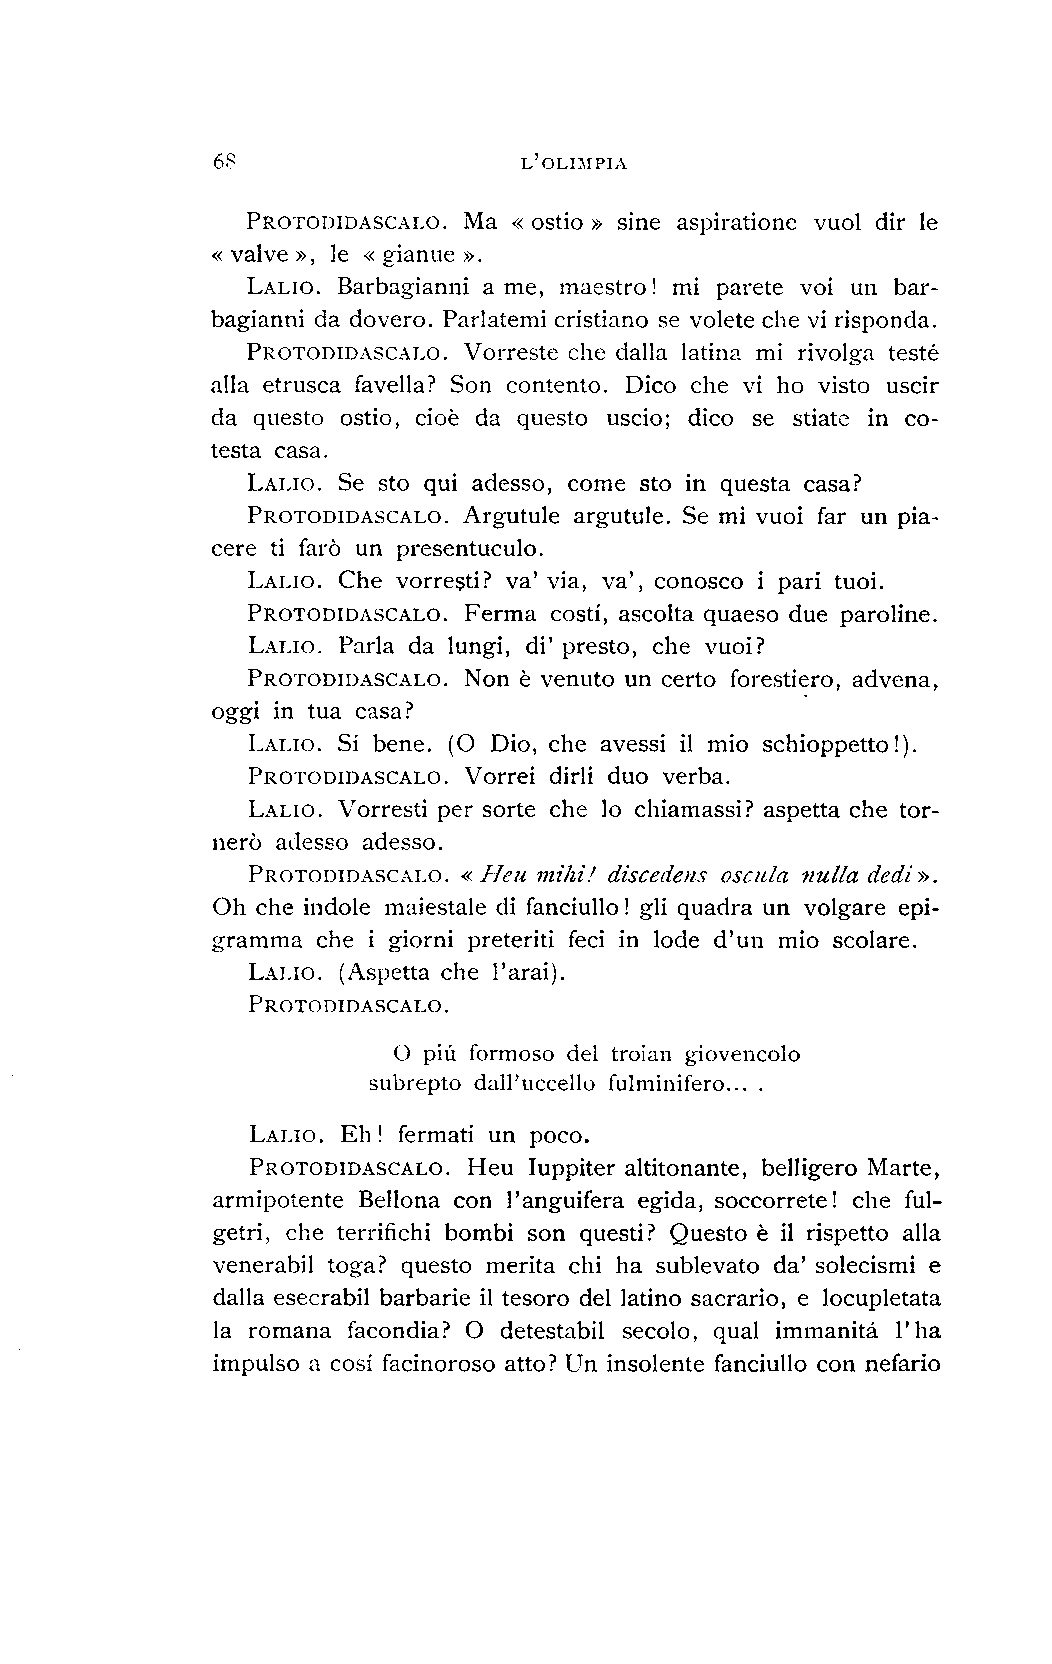 68 L'OLIMPIA
PROTODIDASCALO. Ma « ostio » sine aspiratione vuol dir le
« valve », le « gianue ».
LALIO. Barbagianni a me, maestro! mi parete voi un bar-
bagianni da dovero. Parlatemi cristiano se volete che vi risponda.
PROTODIDASCALO. Vorreste che dalla latina mi rivolga testé
alla etrusca favella? Son contento. Dico che vi ho visto uscir
da questo ostio, cioè da questo uscio; dico se stiate in co-
testa casa.
LALIO. Se sto qui adesso, come sto in questa casa?
PROTODIDASCALO. Argutule argutule. Se mi vuoi far un pia-
cere ti farò un presentuculo.
LALIO. Che vorresti? va' via, va', conosco i pari tuoi.
PROTODIDASCALO. Ferma costí, ascolta quaeso due paroline.
LALIO. Parla da lungi, di' presto, che vuoi?
PROTODIDASCALO. Non è venuto un certo forestiero, advena,
oggi in tua casa?
LALIO. Sí bene. (O Dio, che avessi il mio schioppetto!).
PROTODIDASCALO. Vorrei dirli duo verba.
LALIO. Vorresti per sorte che lo chiamassi? aspetta che tor-
nerò adesso adesso.
PROTODIDASCALO. « Heu mihi! discedens oscula nulla dedi ».
Oh che indole maiestale di fanciullo! gli quadra un volgare epi-
gramma che i giorni preteriti feci in lode d'un mio scolare.
LALIO. (Aspetta che l'arai).
PROTODIDASCALO.
O piú formoso del troian giovencolo
subrepto dall'uccello fulminifero... .
LALIO. Eh! fermati un poco.
PROTODIDASCALO. Heu Iuppiter altitonante, belligero Marte,
armipotente Bellona con l'anguifera egida, soccorrete! che ful-
getri, che terrifichi bombi son questi? Questo è il rispetto alla
venerabil toga? questo merita chi ha sublevato da' solecismi e
dalla esecrabil barbarie il tesoro del latino sacrario, e locupletata
la romana facondia? O detestabil secolo, qual immanitá l'ha
impulso a cosí facinoroso atto? Un insolente fanciullo con nefario